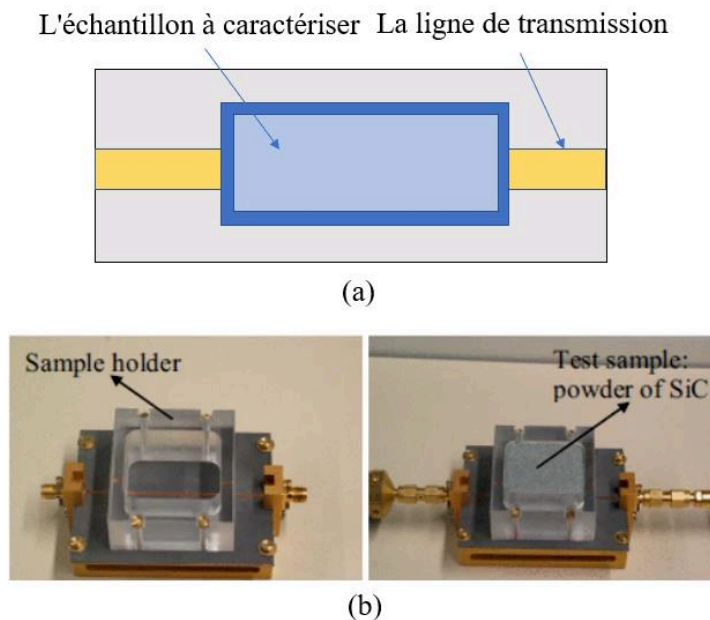 L'échantillon à caractériser La ligne de transmission
(a)
Sample holder
Test sample:
powder of SiC
(b)